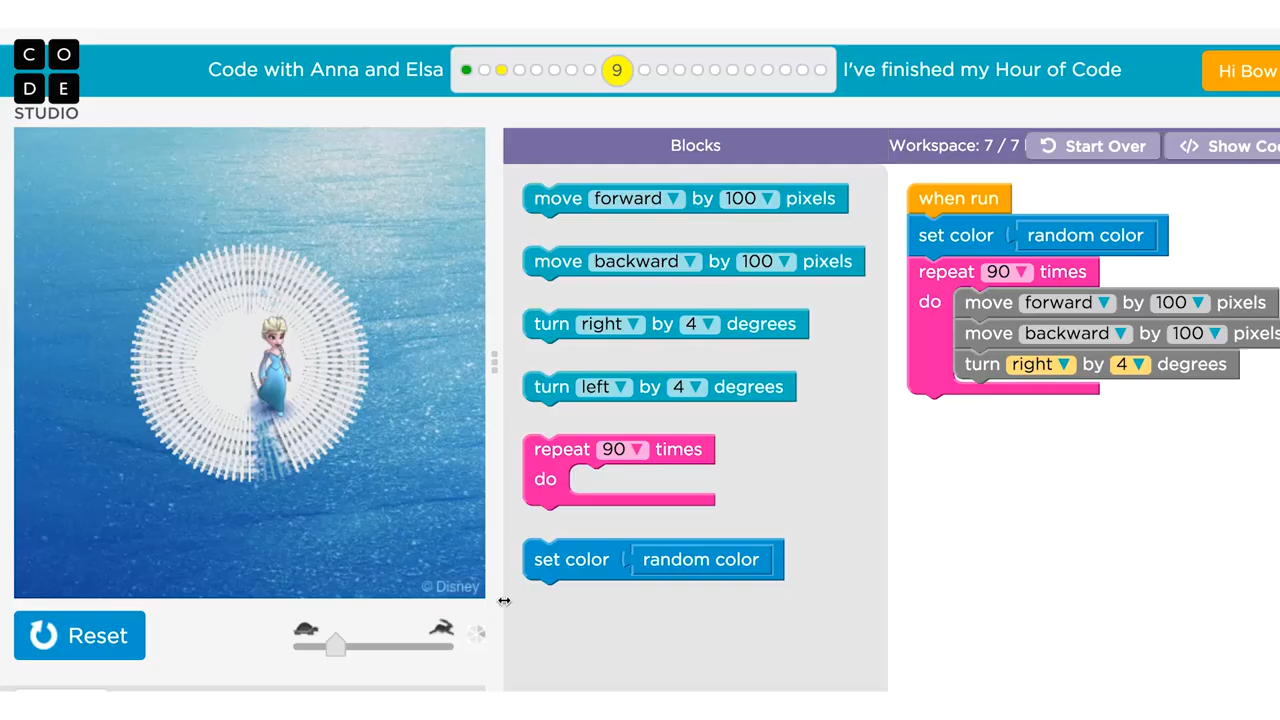 C O
D E
STUDIO
Code with Anna and Elsa
9
I've finished my Hour of Code
Hi Bow
Blocks
Workspace: 7 / 7
Start Over
</> Show Co
move forward ▼ by 100 ▼ pixels
move backward ▼ by 100 ▼ pixels
turn right ▼ by 4 ▼ degrees
turn left ▼ by 4 ▼ degrees
repeat 90 ▼ times
do
set color random color
when run
set color random color
repeat 90 ▼ times
do
move forward ▼ by 100 ▼ pixels
move backward ▼ by 100 ▼ pixels
turn right ▼ by 4 ▼ degrees
© Disney
Reset